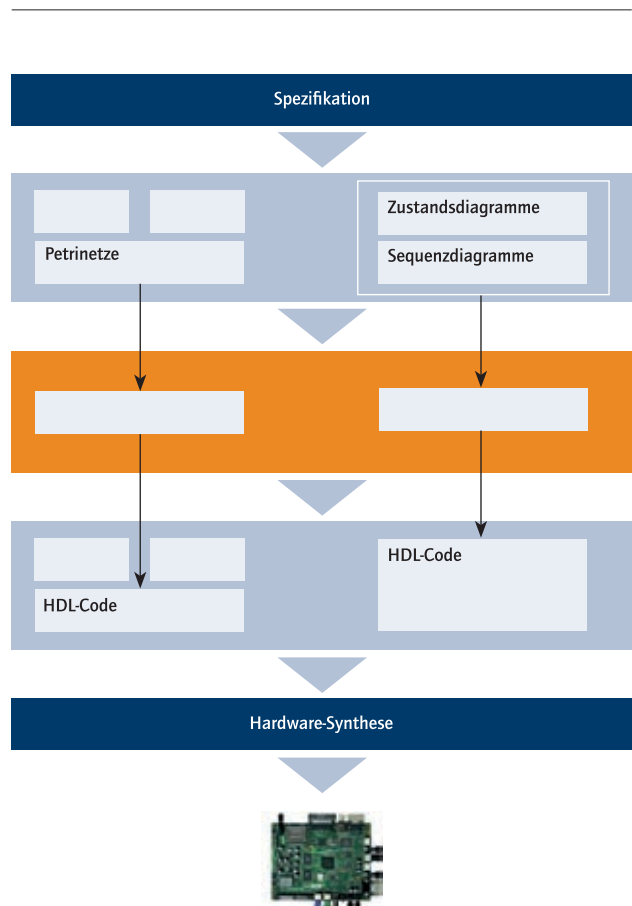 Spezifikation
Petrinetze
Zustandsdiagramme
Sequenzdiagramme
HDL-Code
HDL-Code
Hardware-Synthese